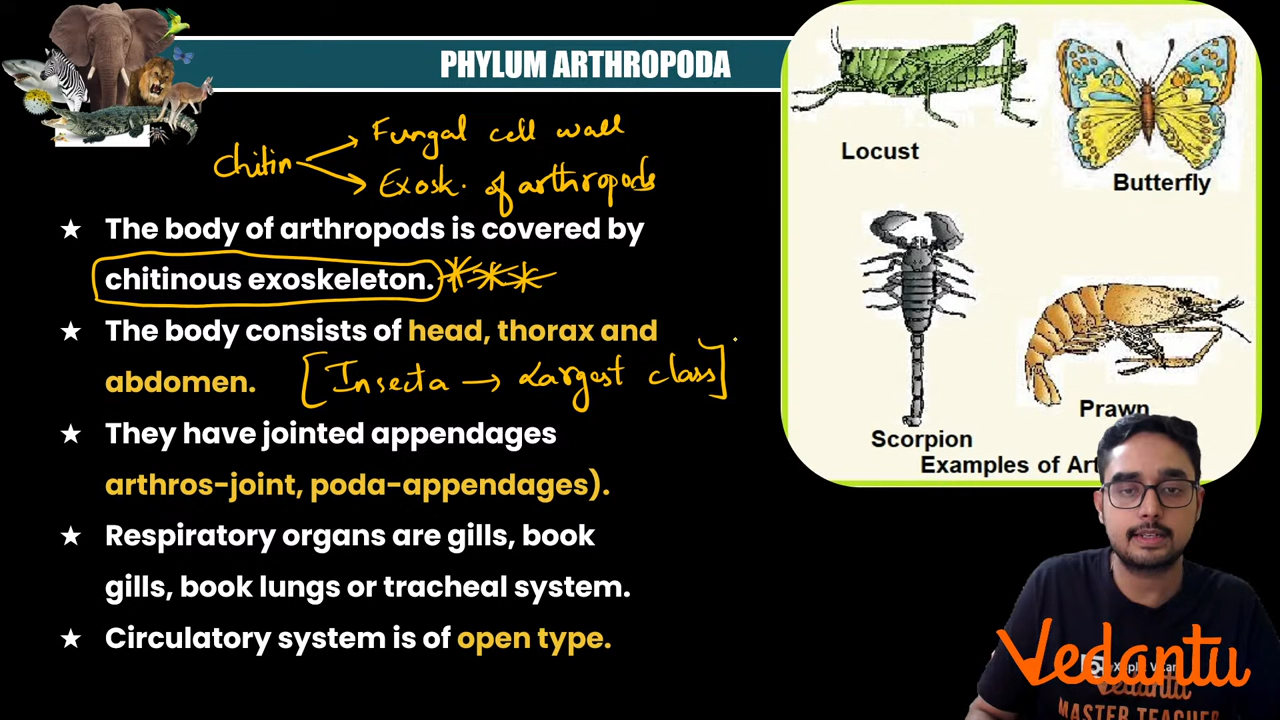 PHYLUM ARTHROPODA
Chitin
Fungal cell wall
Exosk. of arthropods
★ The body of arthropods is covered by
chitinous exoskeleton.
★ The body consists of head, thorax and
abdomen.
[Insecta → Largest class]
★ They have jointed appendages
arthros-joint, poda-appendages).
★ Respiratory organs are gills, book
gills, book lungs or tracheal system.
★ Circulatory system is of open type.
Locust
Butterfly
Scorpion
Prawn
Examples of Art
Vedantu
Vedantu
MASTER TEACHER